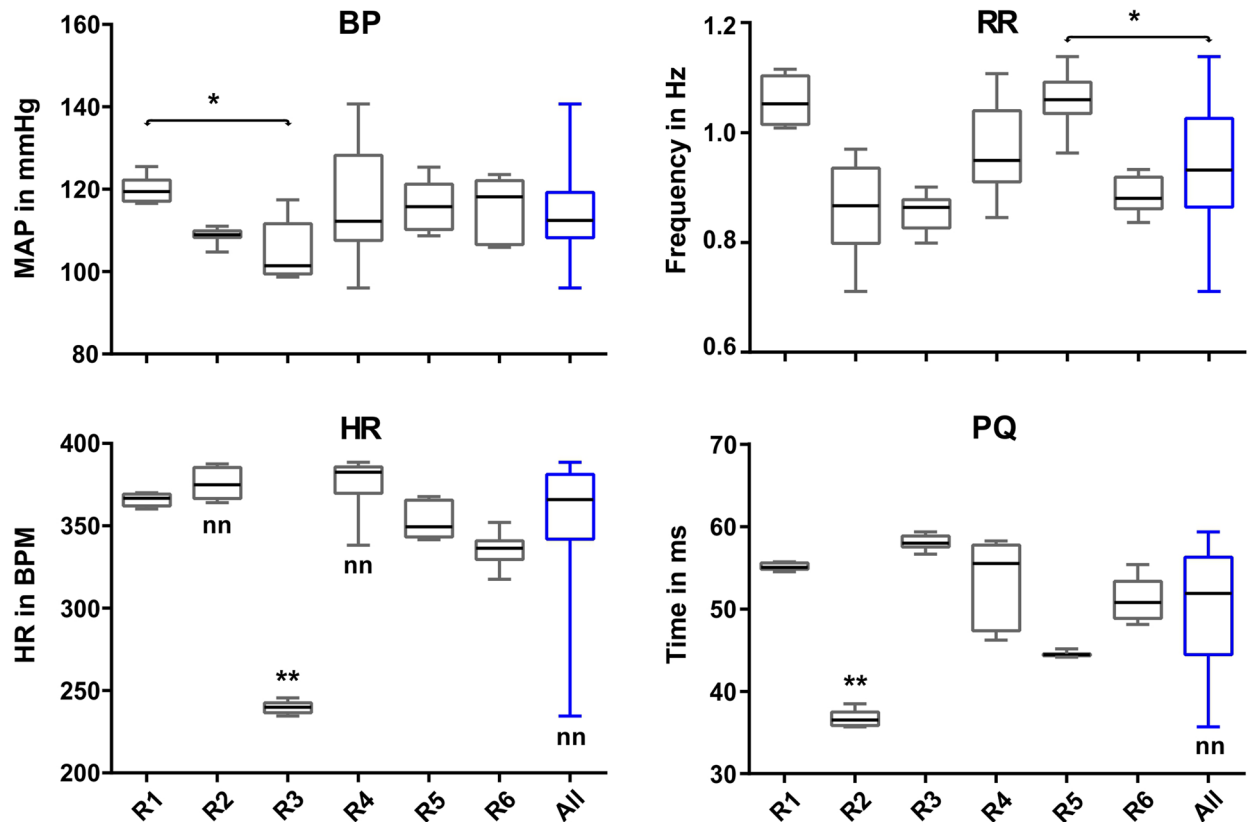 BP
MAP in mmHg
160
140
120
100
80
*
RR
Frequency in Hz
1.2
1.0
0.8
0.6
*
HR
HR in BPM
400
350
300
250
200
nn
**
nn
nn
R1 R2 R3 R4 R5 R6 All
PQ
Time in ms
70
60
50
40
30
**
nn
R1 R2 R3 R4 R5 R6 All